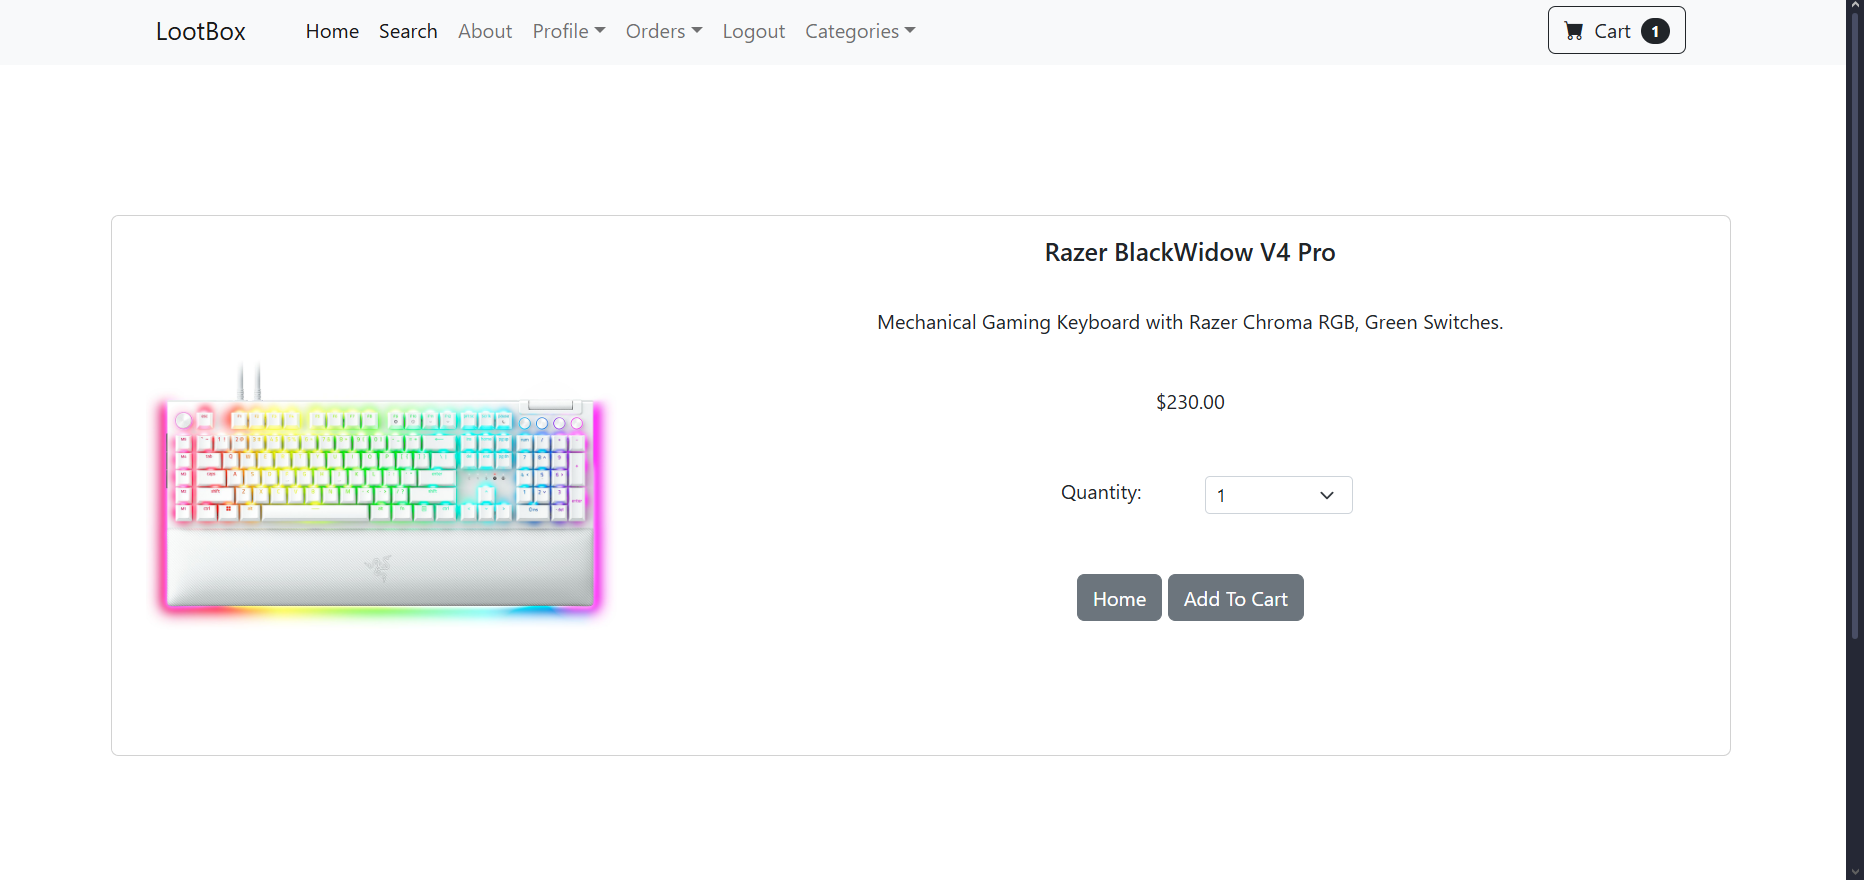 LootBox Home Search About Profile Orders Logout Categories Cart 1
Razer BlackWidow V4 Pro
Mechanical Gaming Keyboard with Razer Chroma RGB, Green Switches.
$230.00
Quantity: 1
Home Add To Cart